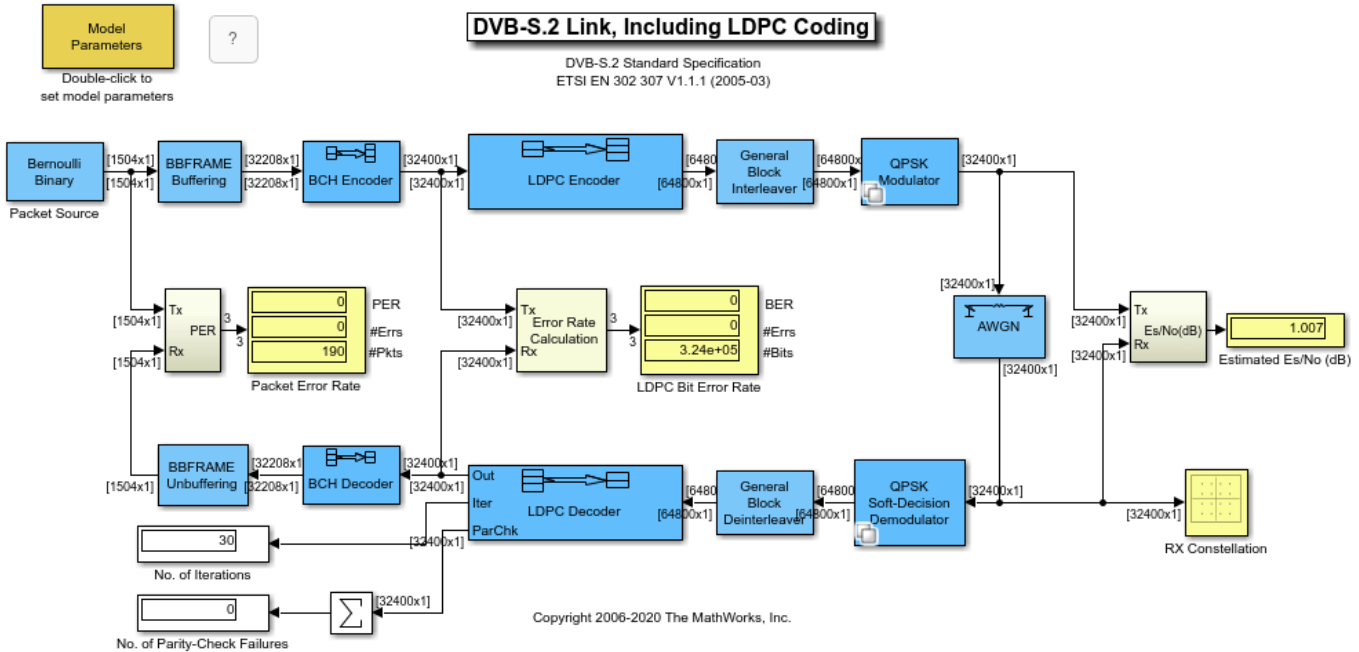 Model
Parameters
?
Double-click to
set model parameters
DVB-S.2 Link, Including LDPC Coding
DVB-S.2 Standard Specification
ETSI EN 302 307 V1.1.1 (2005-03)
Bernoulli
Binary
Packet Source
[1504x1]
[1504x1]
BBFRAME
Buffering
[32208x1]
[32208x1]
BCH Encoder
[32400x1]
[32400x1]
LDPC Encoder
[6480
[64800x1]
General
Block
Interleaver
[64800x
[64800x1]
QPSK
Modulator
[32400x1]
[1504x1]
[1504x1]
Tx
PER
Rx
3
3
0
0
190
PER
#Errs
#Pkts
Packet Error Rate
[32400x1]
[32400x1]
Tx
Error Rate
Calculation
Rx
3
3
0
0
3.24e+05
BER
#Errs
#Bits
LDPC Bit Error Rate
[32400x1]
AWGN
[32400x1]
[32400x1]
[32400x1]
Tx
Es/No(dB)
Rx
1.007
Estimated Es/No (dB)
[1504x1]
BBFRAME
Unbuffering
[32208x1
[32208x1]
BCH Decoder
[32400x1]
[32400x1]
Out
Iter
ParChk
LDPC Decoder
[6480
[64800x1]
General
Block
Deinterleaver
[64800
[64800x1]
QPSK
Soft-Decision
Demodulator
[32400x1]
[32400x1]
RX Constellation
30
No. of Iterations
[32400x1]
0
No. of Parity-Check Failures
Σ
[32400x1]
Copyright 2006-2020 The MathWorks, Inc.